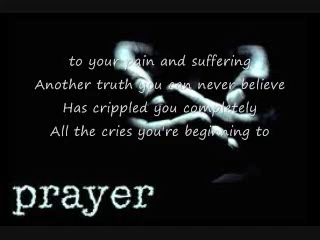 to your pain and suffering
Another truth you can never believe
Has crippled you completely
All the cries you're beginning to
prayer